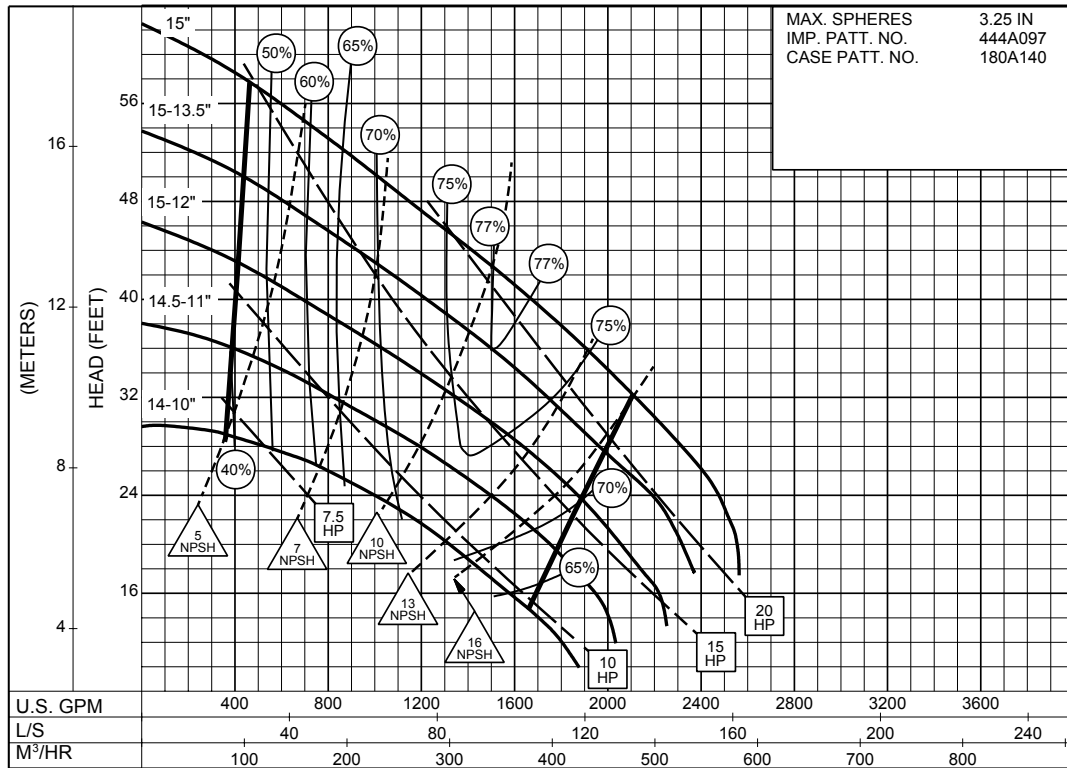 MAX. SPHERES 3.25 IN
IMP. PATT. NO. 444A097
CASE PATT. NO. 180A140
15"
50%
60%
65%
70%
56
15-13.5"
16
75%
48
15-12"
77%
77%
40
14.5-11"
12
75%
(METERS)
HEAD (FEET)
32
14-10"
8
40%
24
70%
5 NPSH
7.5 HP
7 NPSH
10 NPSH
65%
16
13 NPSH
16 NPSH
4
20 HP
15 HP
10 HP
U.S. GPM 400 800 1200 1600 2000 2400 2800 3200 3600
L/S 40 80 120 160 200 240
M³/HR 100 200 300 400 500 600 700 800